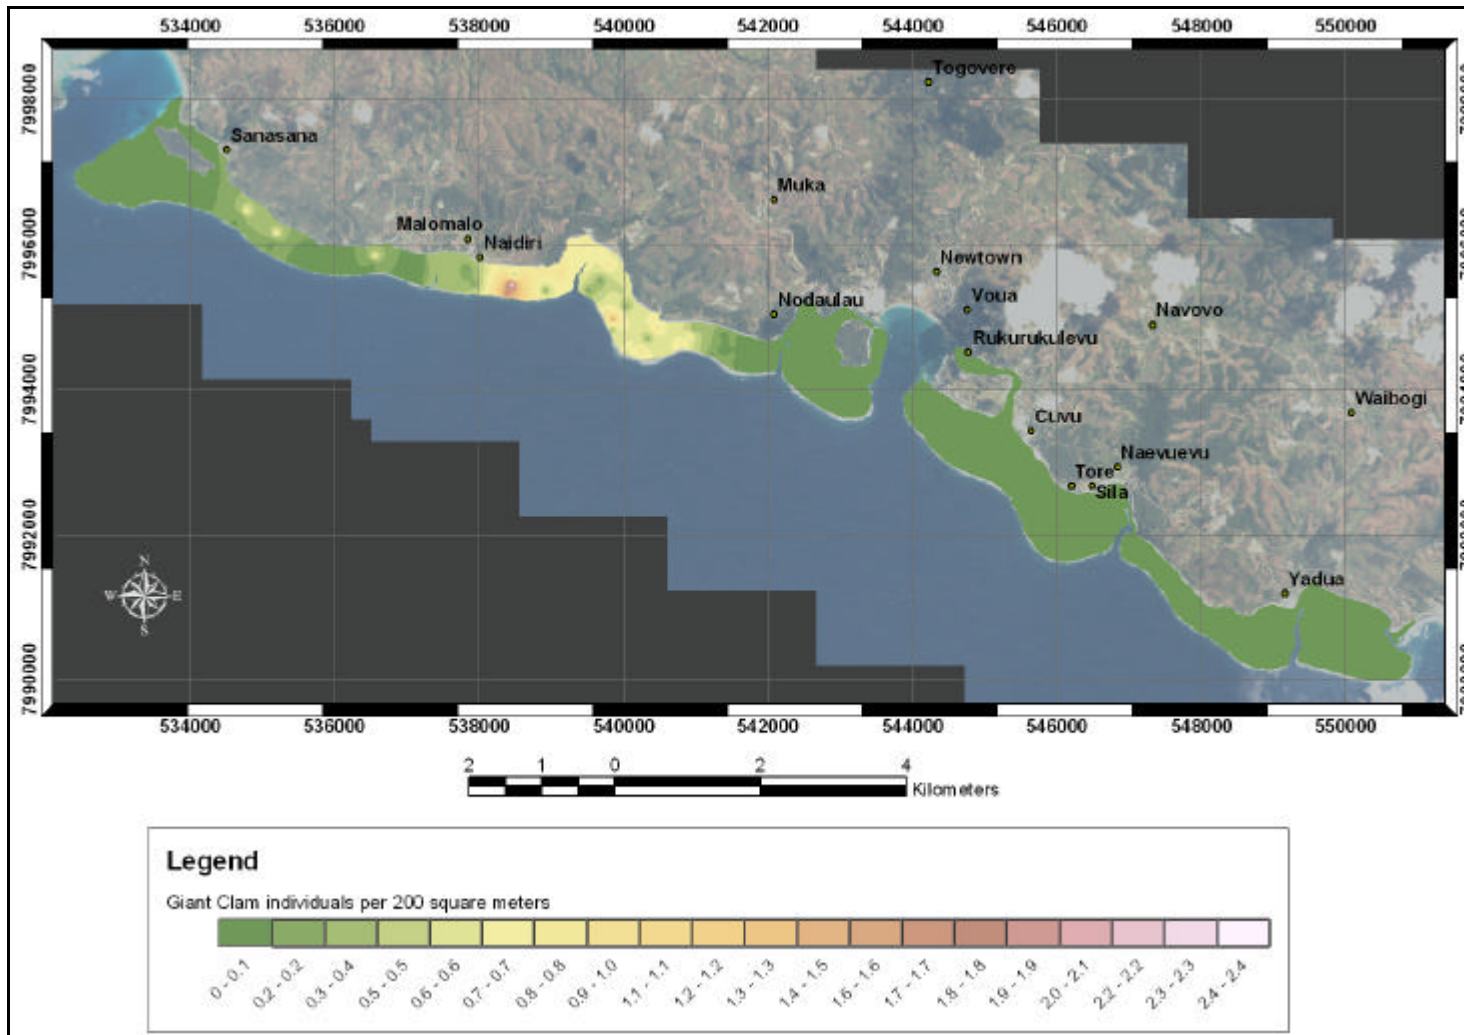 534000 536000 538000 540000 542000 544000 546000 548000 550000
7998000
7996000
7994000
7992000
7990000
Togovere
Sanasana
Muka
Malomalo
Naidiri
Newtown
Voua
Nodaulau
Navovo
Rukurukulevu
Waibogi
Cuvu
Naevuevu
Tore
Sila
Yadua
N
W E
S
534000 536000 538000 540000 542000 544000 546000 548000 550000
2 1 0 2 4
Kilometers
Legend
Giant Clam individuals per 200 square meters
0 - 0.1 0.2 - 0.2 0.3 - 0.4 0.5 - 0.5 0.6 - 0.6 0.7 - 0.7 0.8 - 0.8 0.9 - 1.0 1.1 - 1.1 1.2 - 1.2 1.3 - 1.3 1.4 - 1.5 1.6 - 1.6 1.7 - 1.7 1.8 - 1.8 1.9 - 1.9 2.0 - 2.1 2.2 - 2.2 2.3 - 2.3 2.4 - 2.4